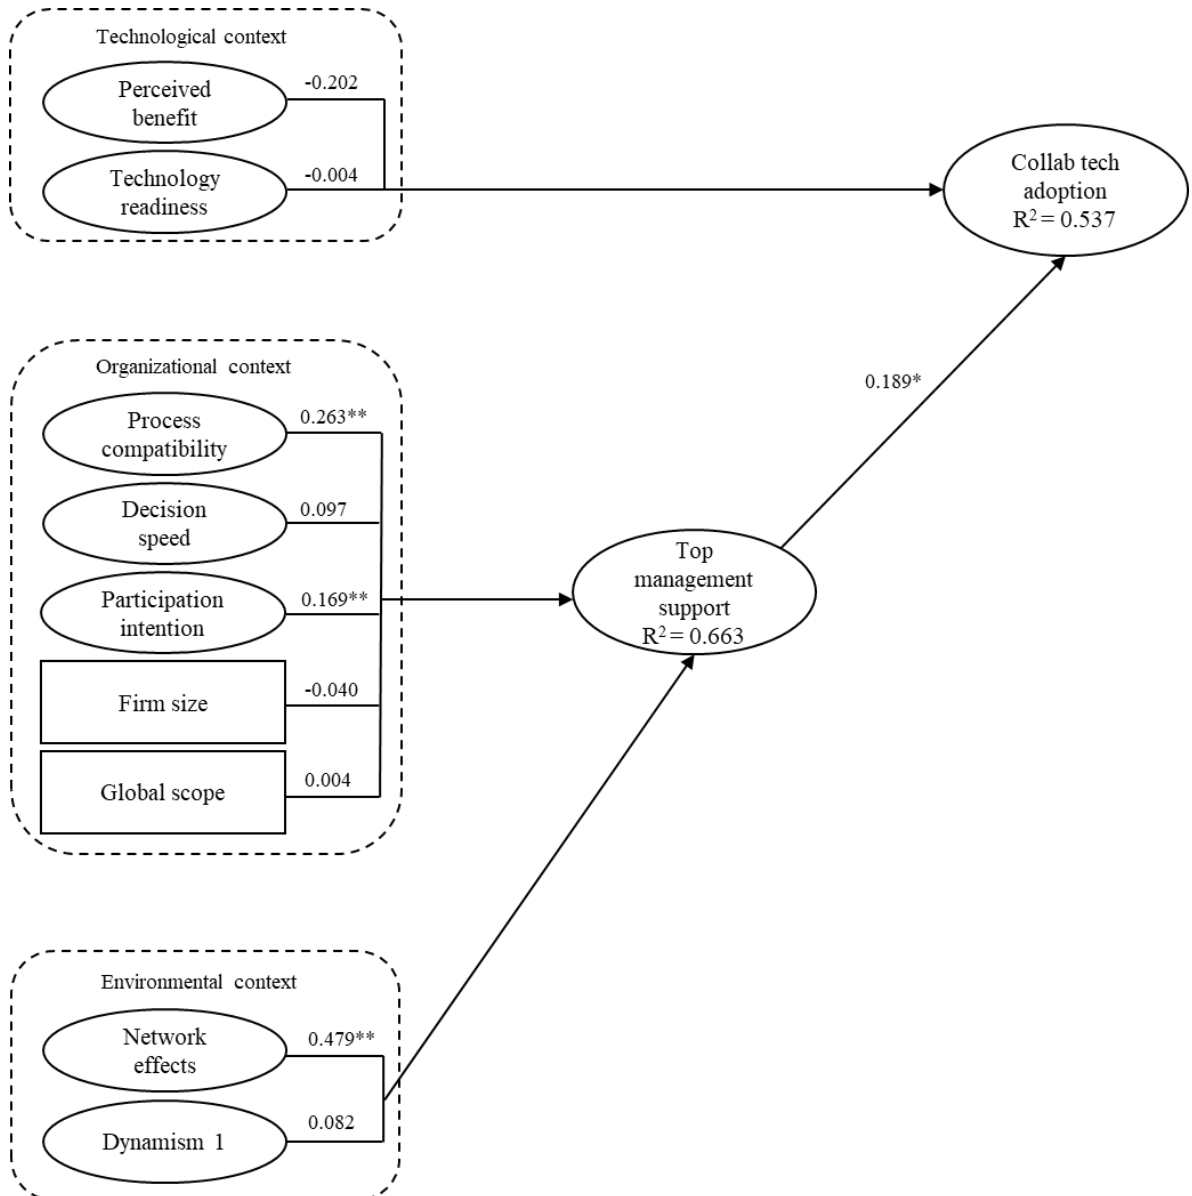 Technological context
-0.202
Perceived
benefit
-0.004
Technology
readiness
Collab tech
adoption
R² = 0.537
Organizational context
0.263**
Process
compatibility
0.097
Decision
speed
0.169**
Participation
intention
-0.040
Firm size
0.004
Global scope
0.189*
Top
management
support
R² = 0.663
Environmental context
0.479**
Network
effects
0.082
Dynamism 1